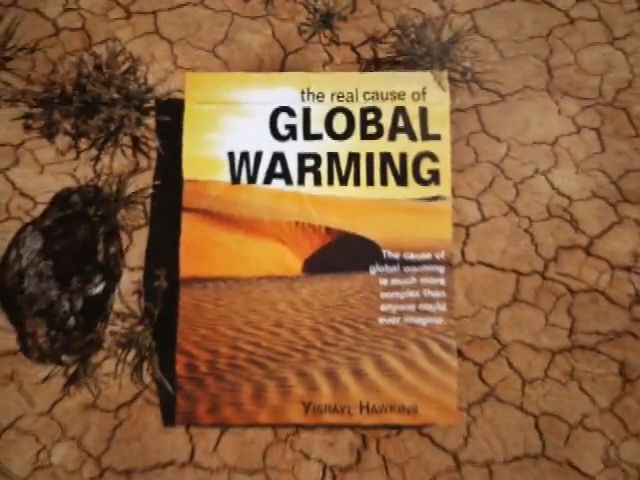 the real cause of
GLOBAL
WARMING
The cause of
global warming
is much more
complex than
anyone could
ever imagine.
YISRAYL HAWKINS